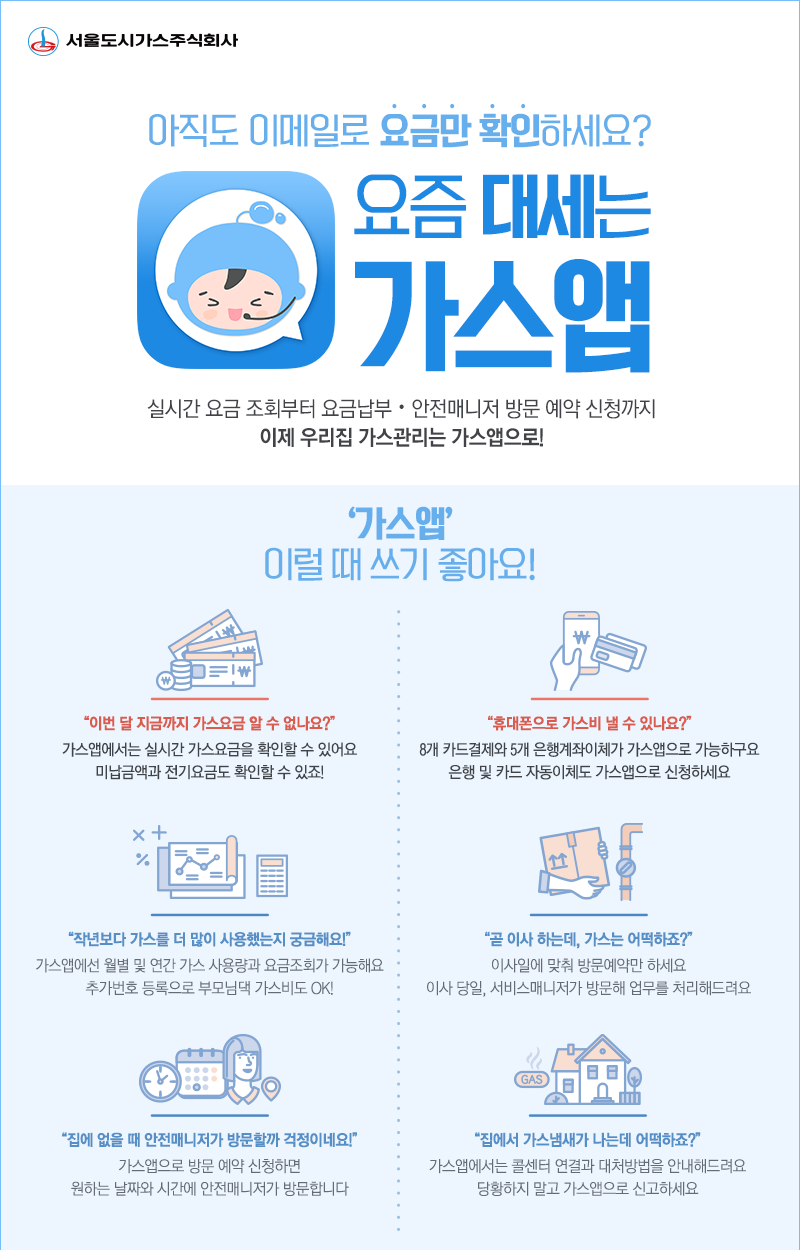 서울도시가스주식회사
아직도 이메일로 요금만 확인하세요?
요즘 대세는
가스앱
실시간 요금 조회부터 요금납부 • 안전매니저 방문 예약 신청까지
이제 우리집 가스관리는 가스앱으로!
‘가스앱’
이럴 때 쓰기 좋아요!
“이번 달 지금까지 가스요금 알 수 없나요?”
가스앱에서는 실시간 가스요금을 확인할 수 있어요
미납금액과 전기요금도 확인할 수 있죠!
“휴대폰으로 가스비 낼 수 있나요?”
8개 카드결제와 5개 은행계좌이체가 가스앱으로 가능하구요
은행 및 카드 자동이체도 가스앱으로 신청하세요
“작년보다 가스를 더 많이 사용했는지 궁금해요!”
가스앱에선 월별 및 연간 가스 사용량과 요금조회가 가능해요
추가번호 등록으로 부모님댁 가스비도 OK!
“곧 이사 하는데, 가스는 어떡하죠?”
이사일에 맞춰 방문예약만 하세요
이사 당일, 서비스매니저가 방문해 업무를 처리해드려요
“집에 없을 때 안전매니저가 방문할까 걱정이네요!”
가스앱으로 방문 예약 신청하면
원하는 날짜와 시간에 안전매니저가 방문합니다
GAS
“집에서 가스냄새가 나는데 어떡하죠?”
가스앱에서는 콜센터 연결과 대처방법을 안내해드려요
당황하지 말고 가스앱으로 신고하세요